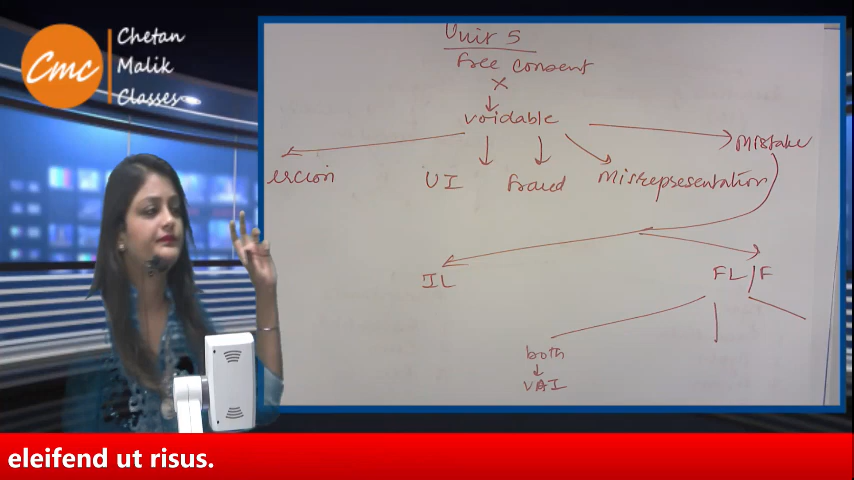 Chetan
Malik
Classes
CMC
Unit 5
Free consent
X
voidable
Mistake
ercion
UI
Fraud
Misrepresentation
IL
FL/F
both
VAI
eleifend ut risus.